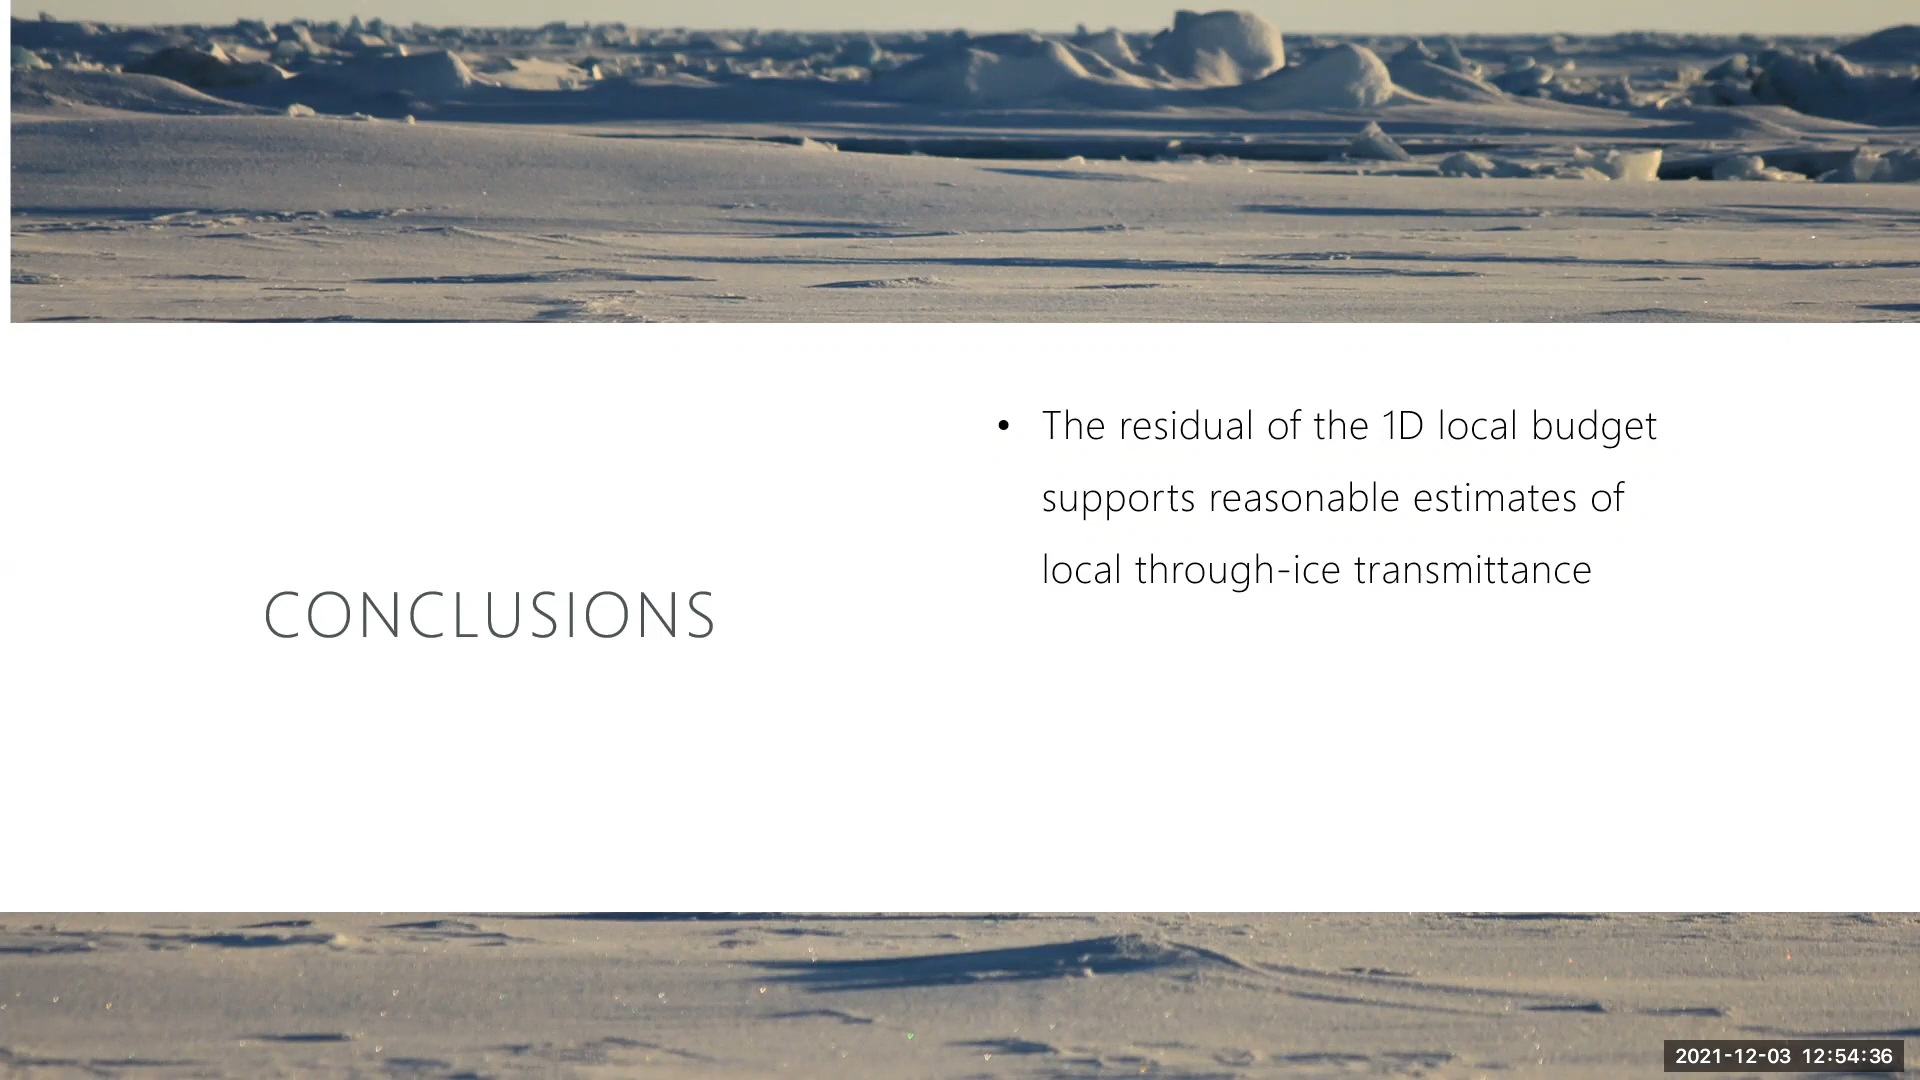 CONCLUSIONS
• The residual of the 1D local budget
supports reasonable estimates of
local through-ice transmittance
2021-12-03 12:54:36